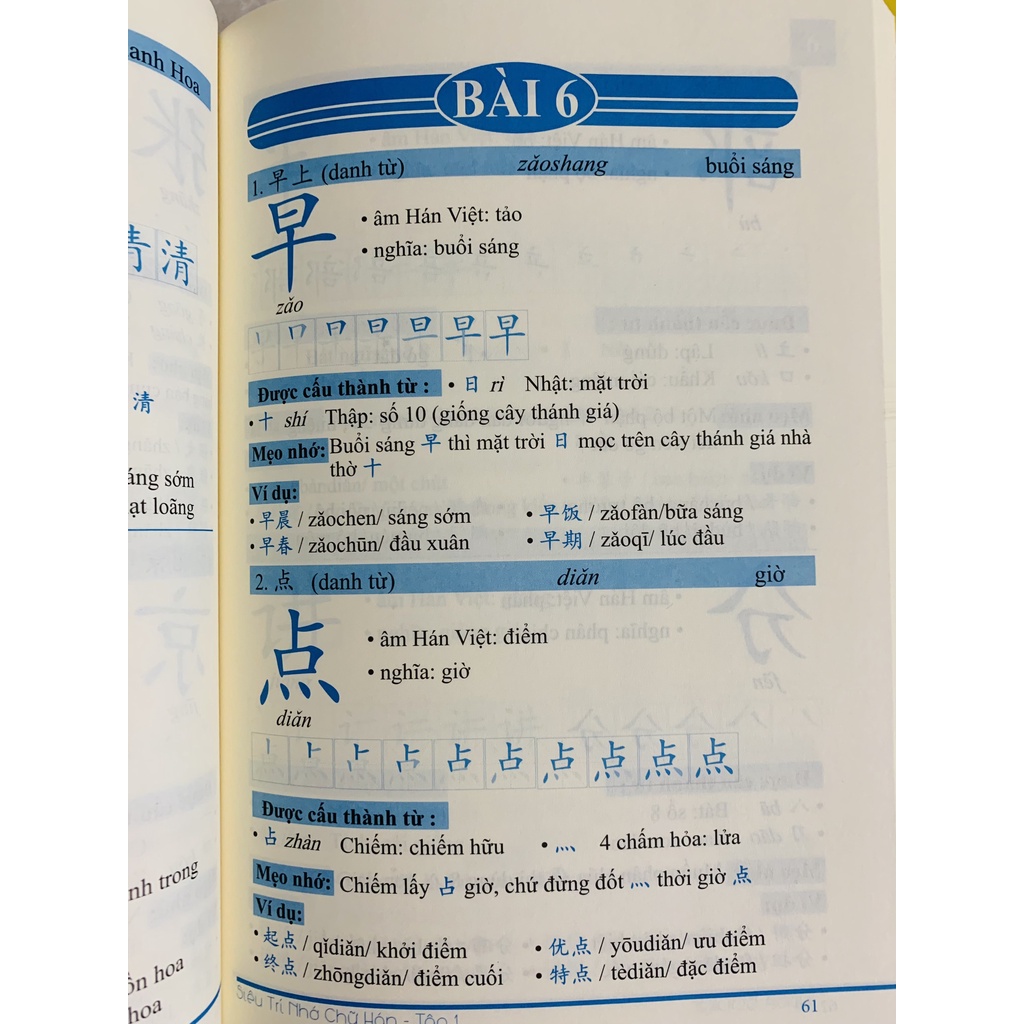 anh Hoa
青 清
清
áng sớm
ạt loãng
nh trong
ồn hoa
hoa
BÀI 6
1. 早上 (danh từ) zǎoshang buổi sáng
早
• âm Hán Việt: tảo
• nghĩa: buổi sáng
zǎo
早
Được cấu thành từ : • 日 rì Nhật: mặt trời
• 十 shí Thập: số 10 (giống cây thánh giá)
Mẹo nhớ: Buổi sáng 早 thì mặt trời 日 mọc trên cây thánh giá nhà
thờ 十
Ví dụ:
• 早晨 / zǎochen/ sáng sớm • 早饭 / zǎofàn/bữa sáng
• 早春 / zǎochūn/ đầu xuân • 早期 / zǎoqī/ lúc đầu
2. 点 (danh từ) diǎn giờ
点
• âm Hán Việt: điểm
• nghĩa: giờ
diǎn
点
Được cấu thành từ :
• 占 zhàn Chiếm: chiếm hữu • 灬 4 chấm hỏa: lửa
Mẹo nhớ: Chiếm lấy 占 giờ, chứ đừng đốt 灬 thời giờ 点
Ví dụ:
• 起点 / qǐdiǎn/ khởi điểm • 优点 / yōudiǎn/ ưu điểm
• 终点 / zhōngdiǎn/ điểm cuối • 特点 / tèdiǎn/ đặc điểm
Siêu Trí Nhớ Chữ Hán - Tập 1 61